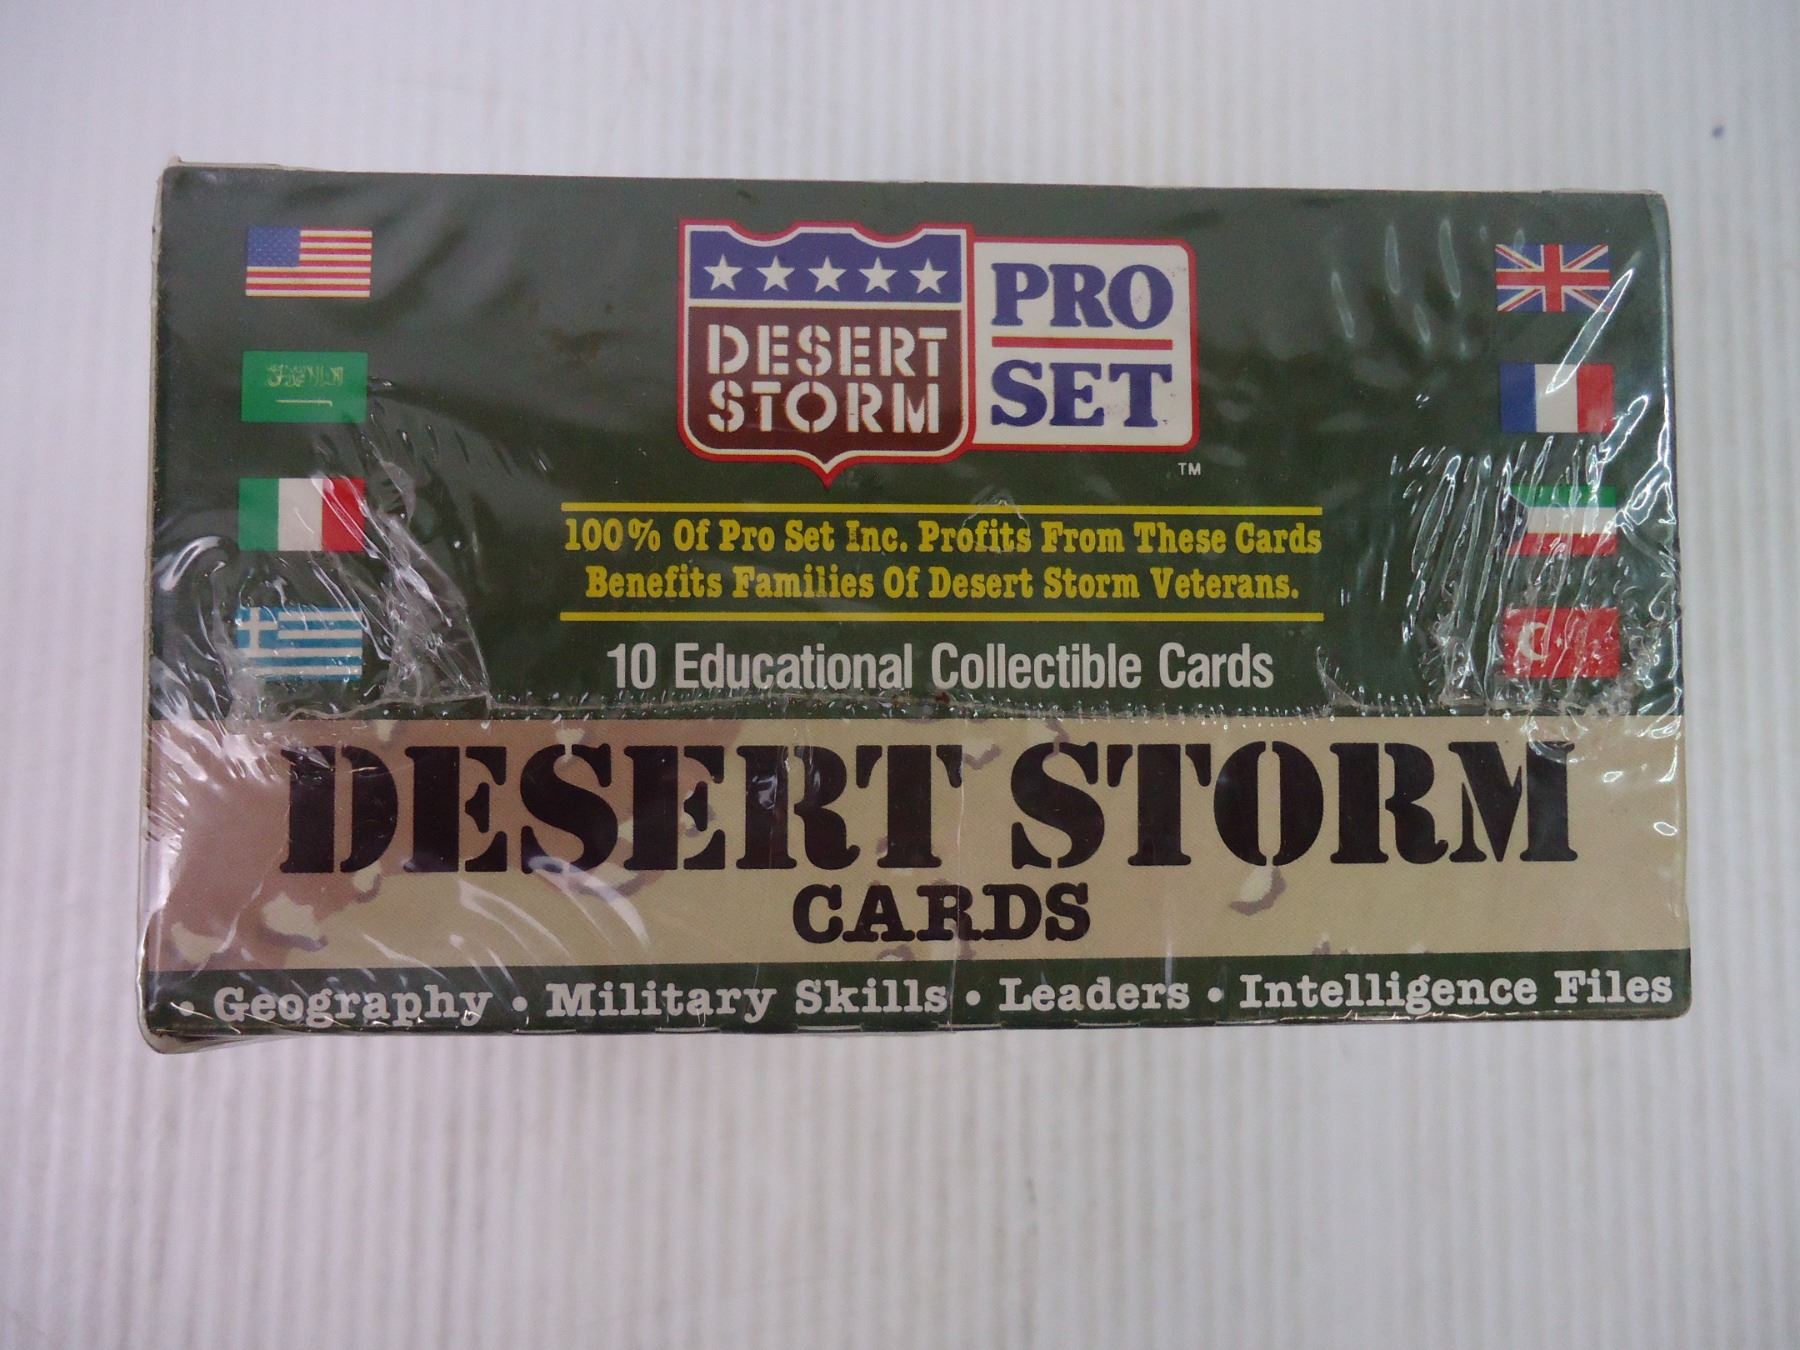 DESERT
STORM
PRO
SET
TM
100% Of Pro Set Inc. Profits From These Cards
Benefits Families Of Desert Storm Veterans.
10 Educational Collectible Cards
DESERT STORM
CARDS
• Geography • Military Skills • Leaders • Intelligence Files